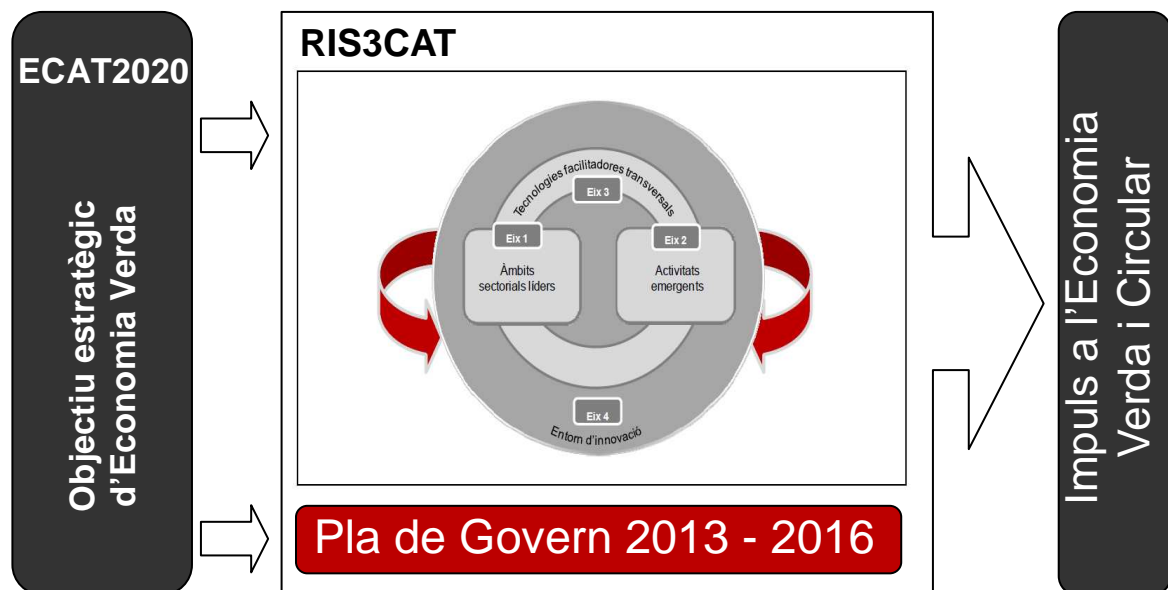 ECAT2020
Objectiu estratègic
d'Economia Verda
RIS3CAT
Tecnologies facilitadores transversals
Eix 3
Eix 1
Àmbits
sectorials líders
Eix 2
Activitats
emergents
Eix 4
Entorn d'innovació
Pla de Govern 2013 - 2016
Impuls a l'Economia
Verda i Circular